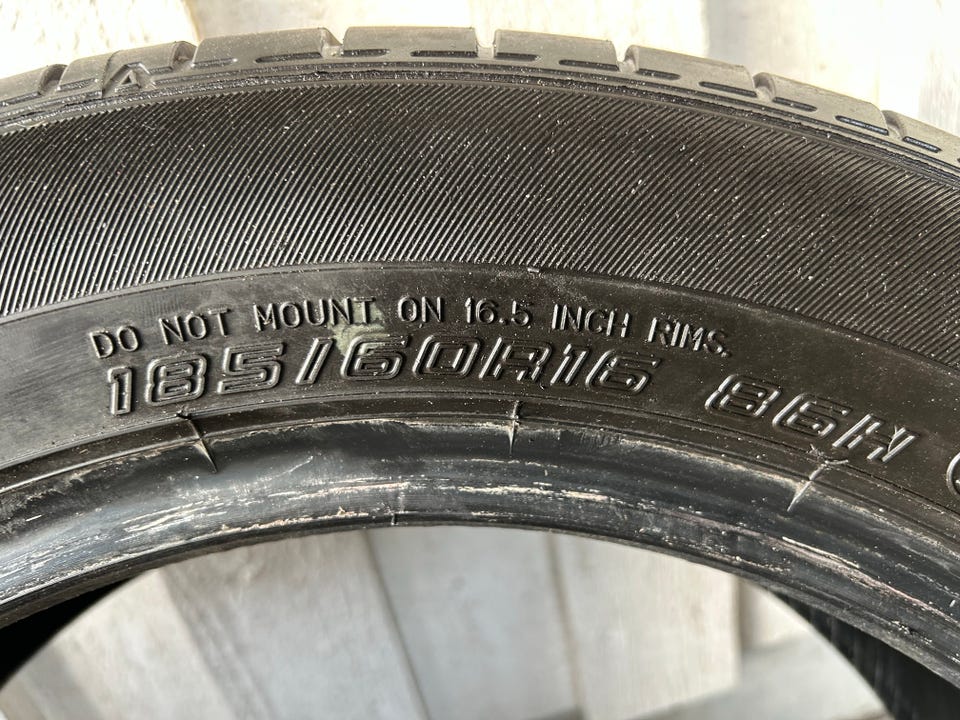 DO NOT MOUNT ON 16.5 INCH RIMS.
185/60R16 86H